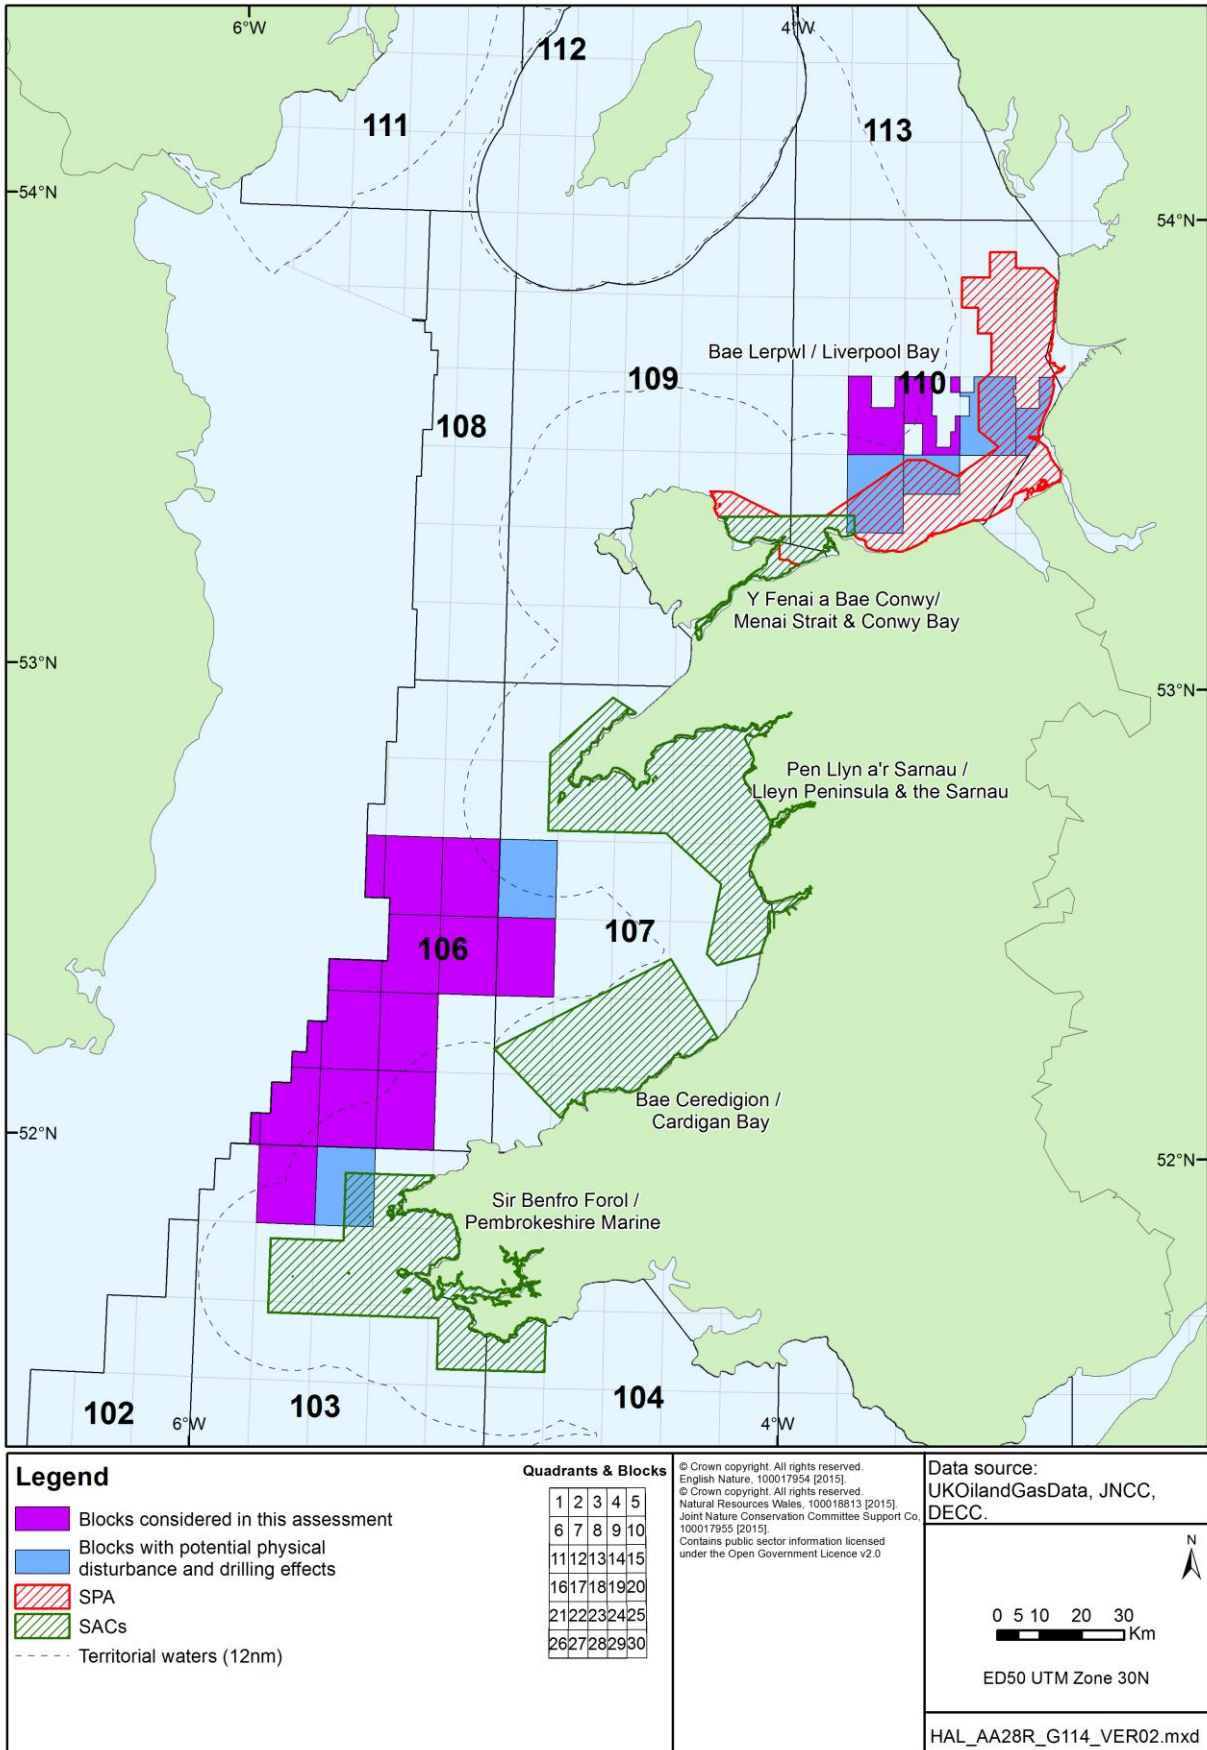 6°W
4°W
112
111
113
54°N
54°N
Bae Lerpwl / Liverpool Bay
109
110
108
Y Fenai a Bae Conwy/
Menai Strait & Conwy Bay
53°N
53°N
Pen Llyn a'r Sarnau /
Lleyn Peninsula & the Sarnau
107
106
Bae Ceredigion /
Cardigan Bay
52°N
52°N
Sir Benfro Forol /
Pembrokeshire Marine
102
6°W
103
104
4°W
Legend
Blocks considered in this assessment
Blocks with potential physical
disturbance and drilling effects
SPA
SACs
Territorial waters (12nm)
Quadrants & Blocks
1 2 3 4 5
6 7 8 9 10
11 12 13 14 15
16 17 18 19 20
21 22 23 24 25
26 27 28 29 30
© Crown copyright. All rights reserved.
English Nature, 100017954 [2015].
© Crown copyright. All rights reserved.
Natural Resources Wales, 100018813 [2015].
Joint Nature Conservation Committee Support Co,
100017955 [2015].
Contains public sector information licensed
under the Open Government Licence v2.0
Data source:
UKOilandGasData, JNCC,
DECC.
N
0 5 10 20 30
Km
ED50 UTM Zone 30N
HAL_AA28R_G114_VER02.mxd